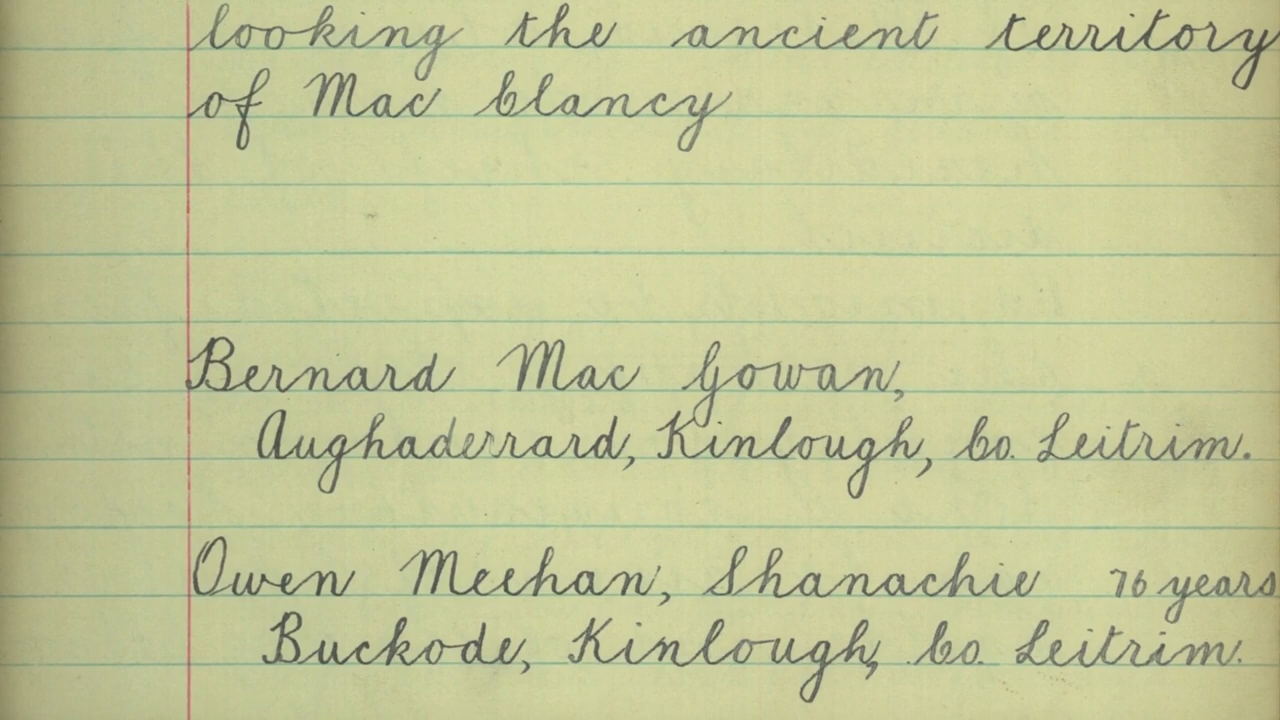 looking the ancient territory
of Mac Clancy
Bernard Mac Gowan,
Aughaderrard, Kinlough, Co. Leitrim.
Owen Meehan, Shanachie 76 years
Buckode, Kinlough, Co. Leitrim.